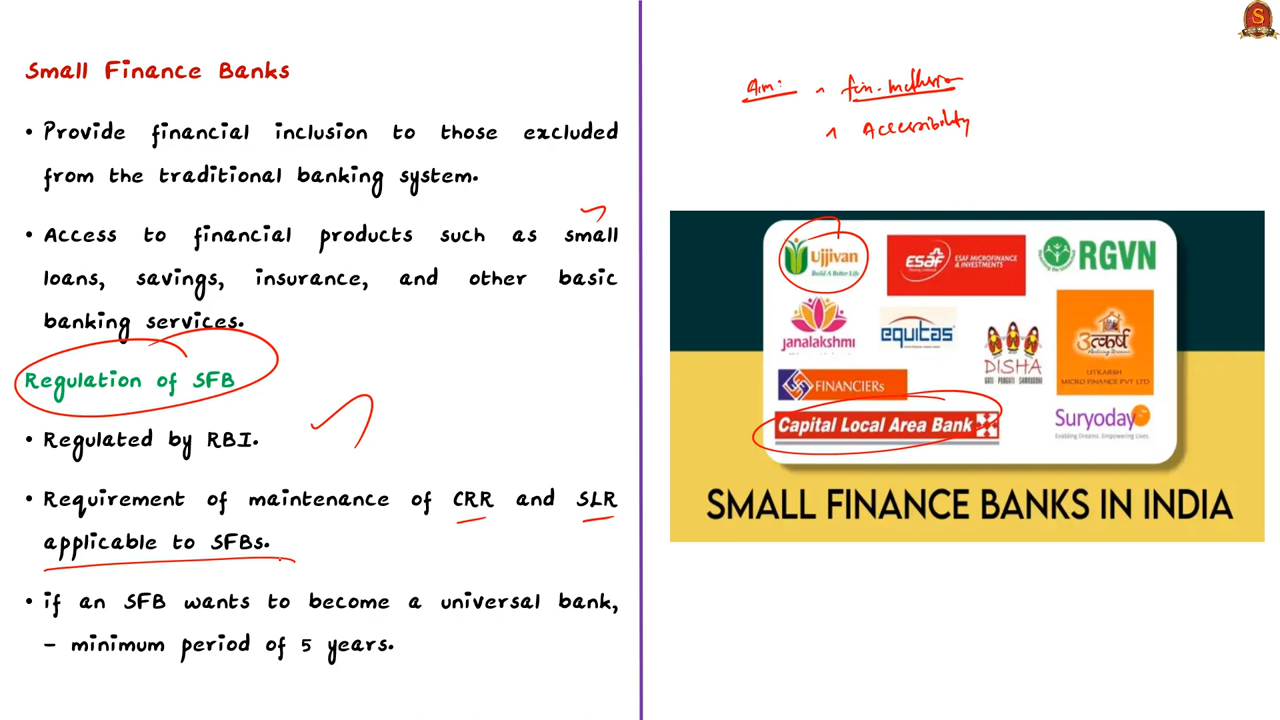 Small Finance Banks
• Provide financial inclusion to those excluded
from the traditional banking system.
• Access to financial products such as small
loans, savings, insurance, and other basic
banking services.
Regulation of SFB
• Regulated by RBI.
• Requirement of maintenance of CRR and SLR
applicable to SFBs.
• if an SFB wants to become a universal bank,
- minimum period of 5 years.
Aim:
Accessibility
Ujjivan
Build A Better Life
ESAF
ESAF MICROFINANCE
& INVESTMENTS
RGVN
janalakshmi
equitas
DISHA
GATI PRAGATI SAMRUDDHI
उत्कर्ष
UTKARSH
MICRO FINANCE PVT LTD
FINANCIERS
Capital Local Area Bank
Suryoday
Enabling Dreams. Empowering Lives.
SMALL FINANCE BANKS IN INDIA
S